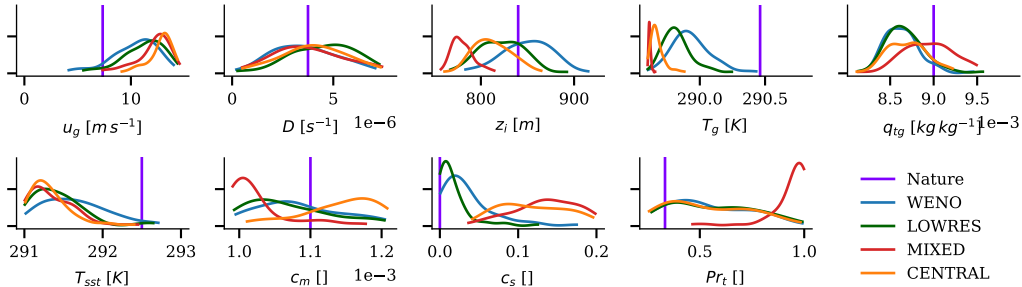 0 10
u_g [m s⁻¹]
0 5
1e−6
D [s⁻¹]
800 900
z_i [m]
290.0 290.5
T_g [K]
8.5 9.0 9.5
1e−3
q_tg [kg kg⁻¹]
291 292 293
T_sst [K]
1.0 1.1 1.2
1e−3
c_m []
0.0 0.2
c_s []
0.5 1.0
Pr_t []
Nature
WENO
LOWRES
MIXED
CENTRAL